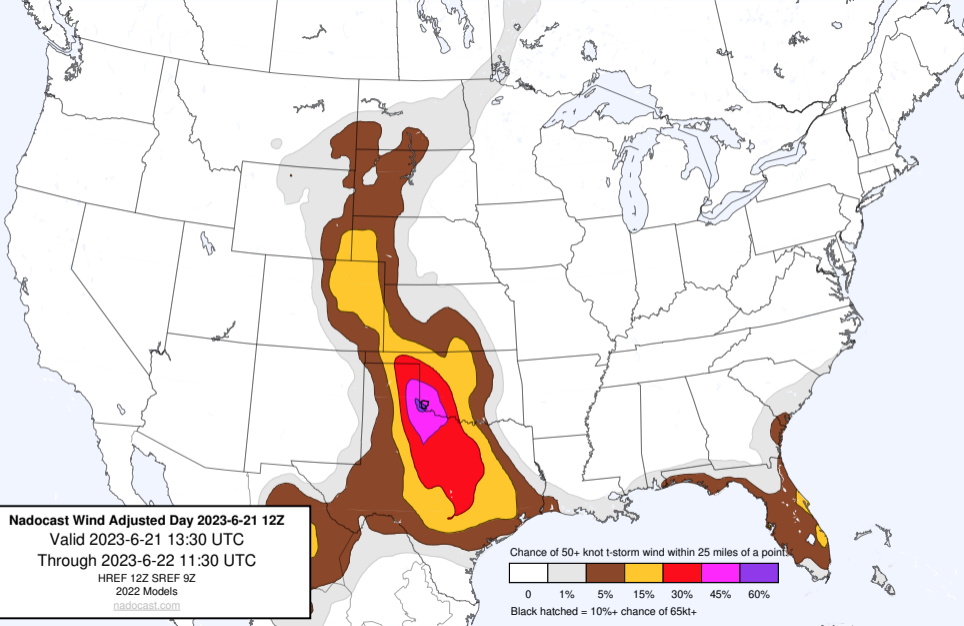 Nadocast Wind Adjusted Day 2023-6-21 12Z
Valid 2023-6-21 13:30 UTC
Through 2023-6-22 11:30 UTC
HREF 12Z SREF 9Z
2022 Models
nadocast.com
Chance of 50+ knot t-storm wind within 25 miles of a point.
0 1% 5% 15% 30% 45% 60%
Black hatched = 10%+ chance of 65kt+